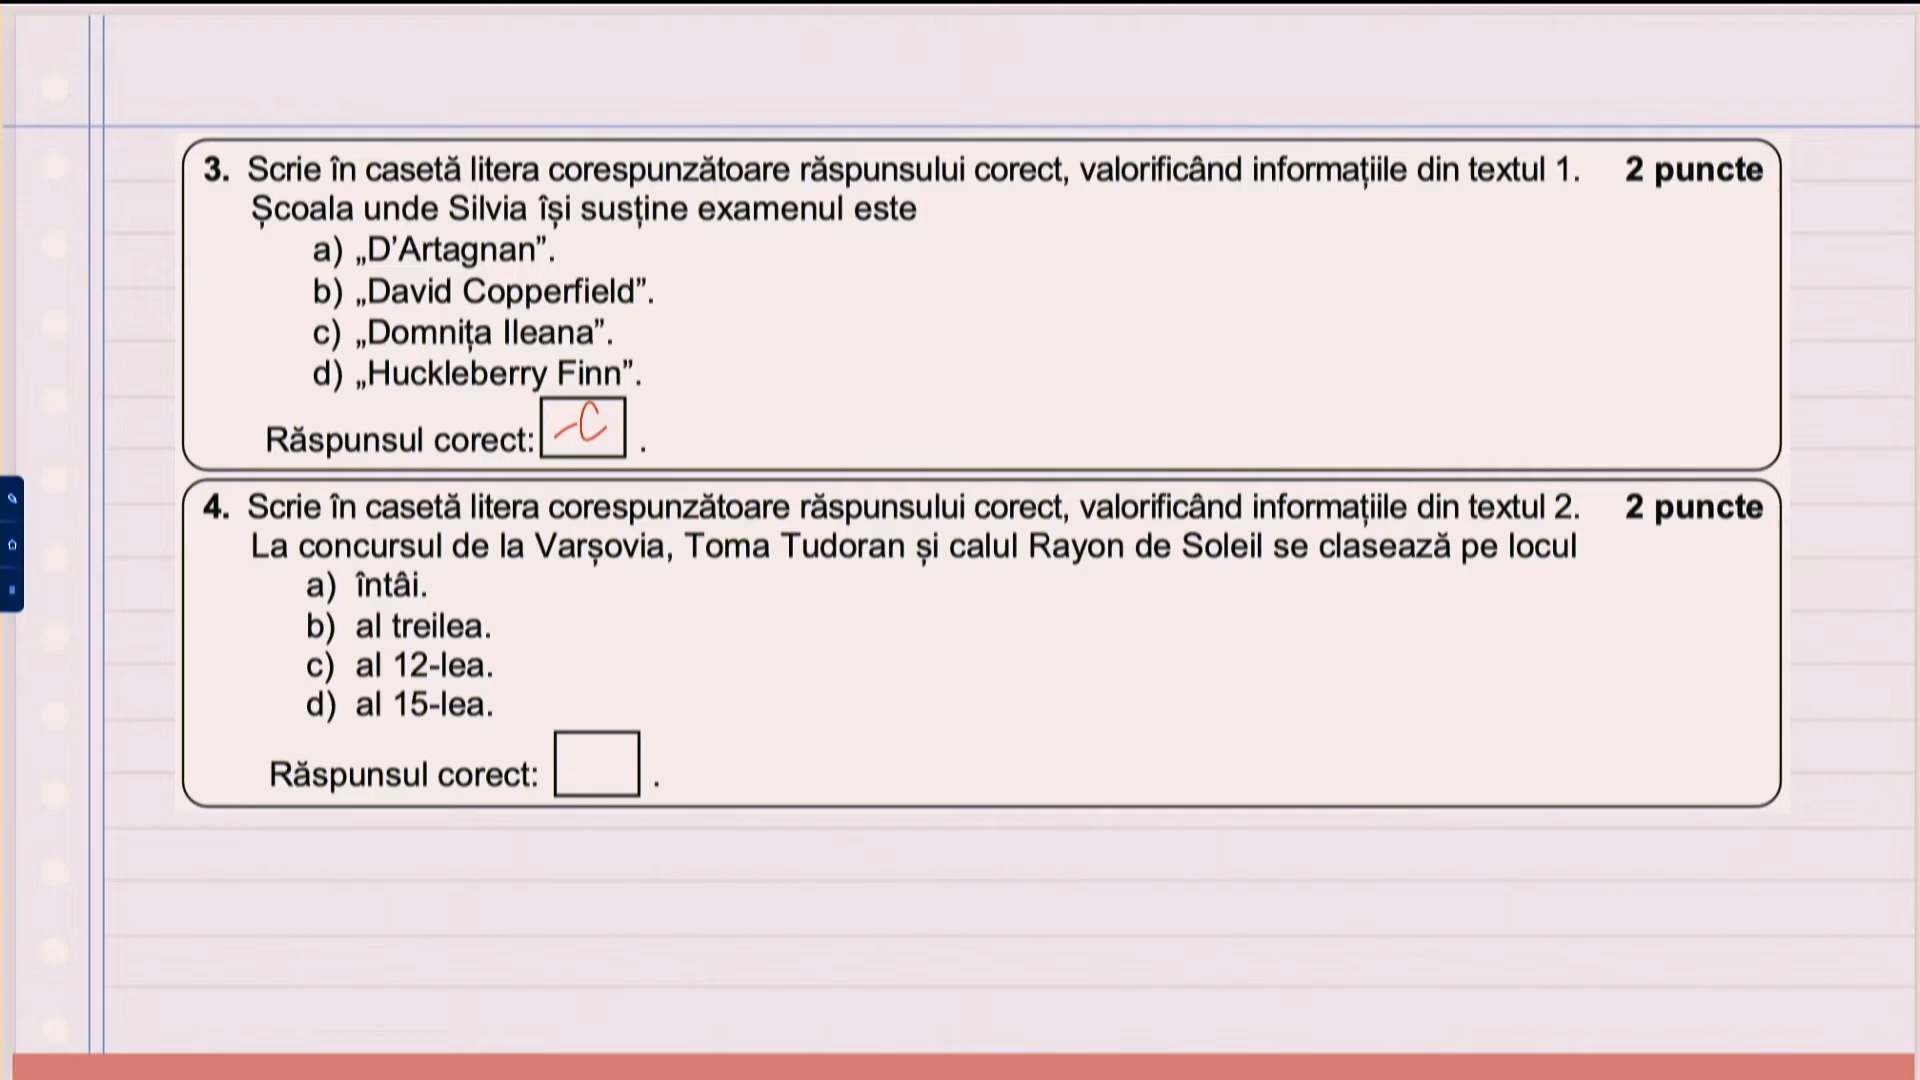 3. Scrie în casetă litera corespunzătoare răspunsului corect, valorificând informațiile din textul 1. 2 puncte
Școala unde Silvia își susține examenul este
a) „D’Artagnan”.
b) „David Copperfield”.
c) „Domnița Ileana”.
d) „Huckleberry Finn”.
Răspunsul corect: C .
4. Scrie în casetă litera corespunzătoare răspunsului corect, valorificând informațiile din textul 2. 2 puncte
La concursul de la Varșovia, Toma Tudoran și calul Rayon de Soleil se clasează pe locul
a) întâi.
b) al treilea.
c) al 12-lea.
d) al 15-lea.
Răspunsul corect: .